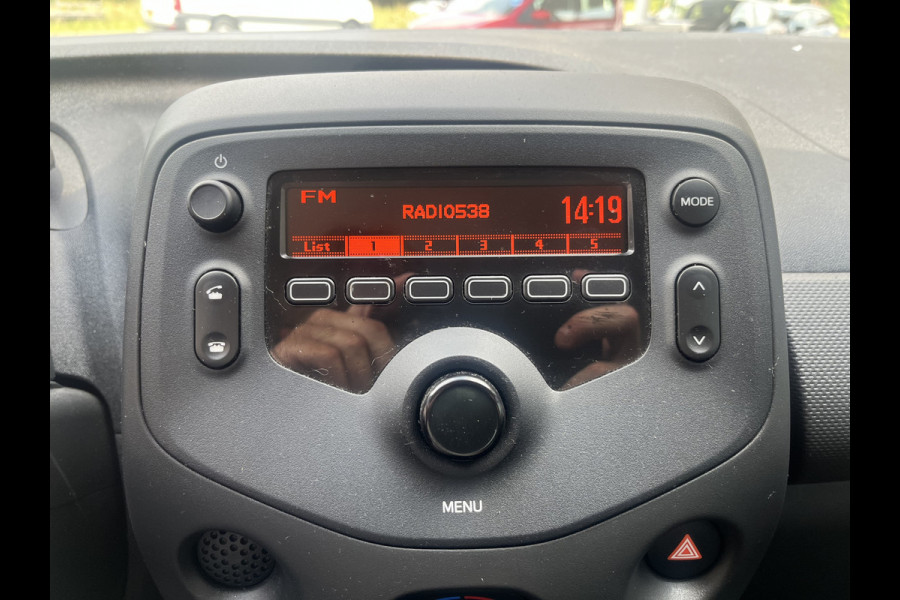 FM
RADIO538
14:19
List 1 2 3 4 5
MODE
MENU